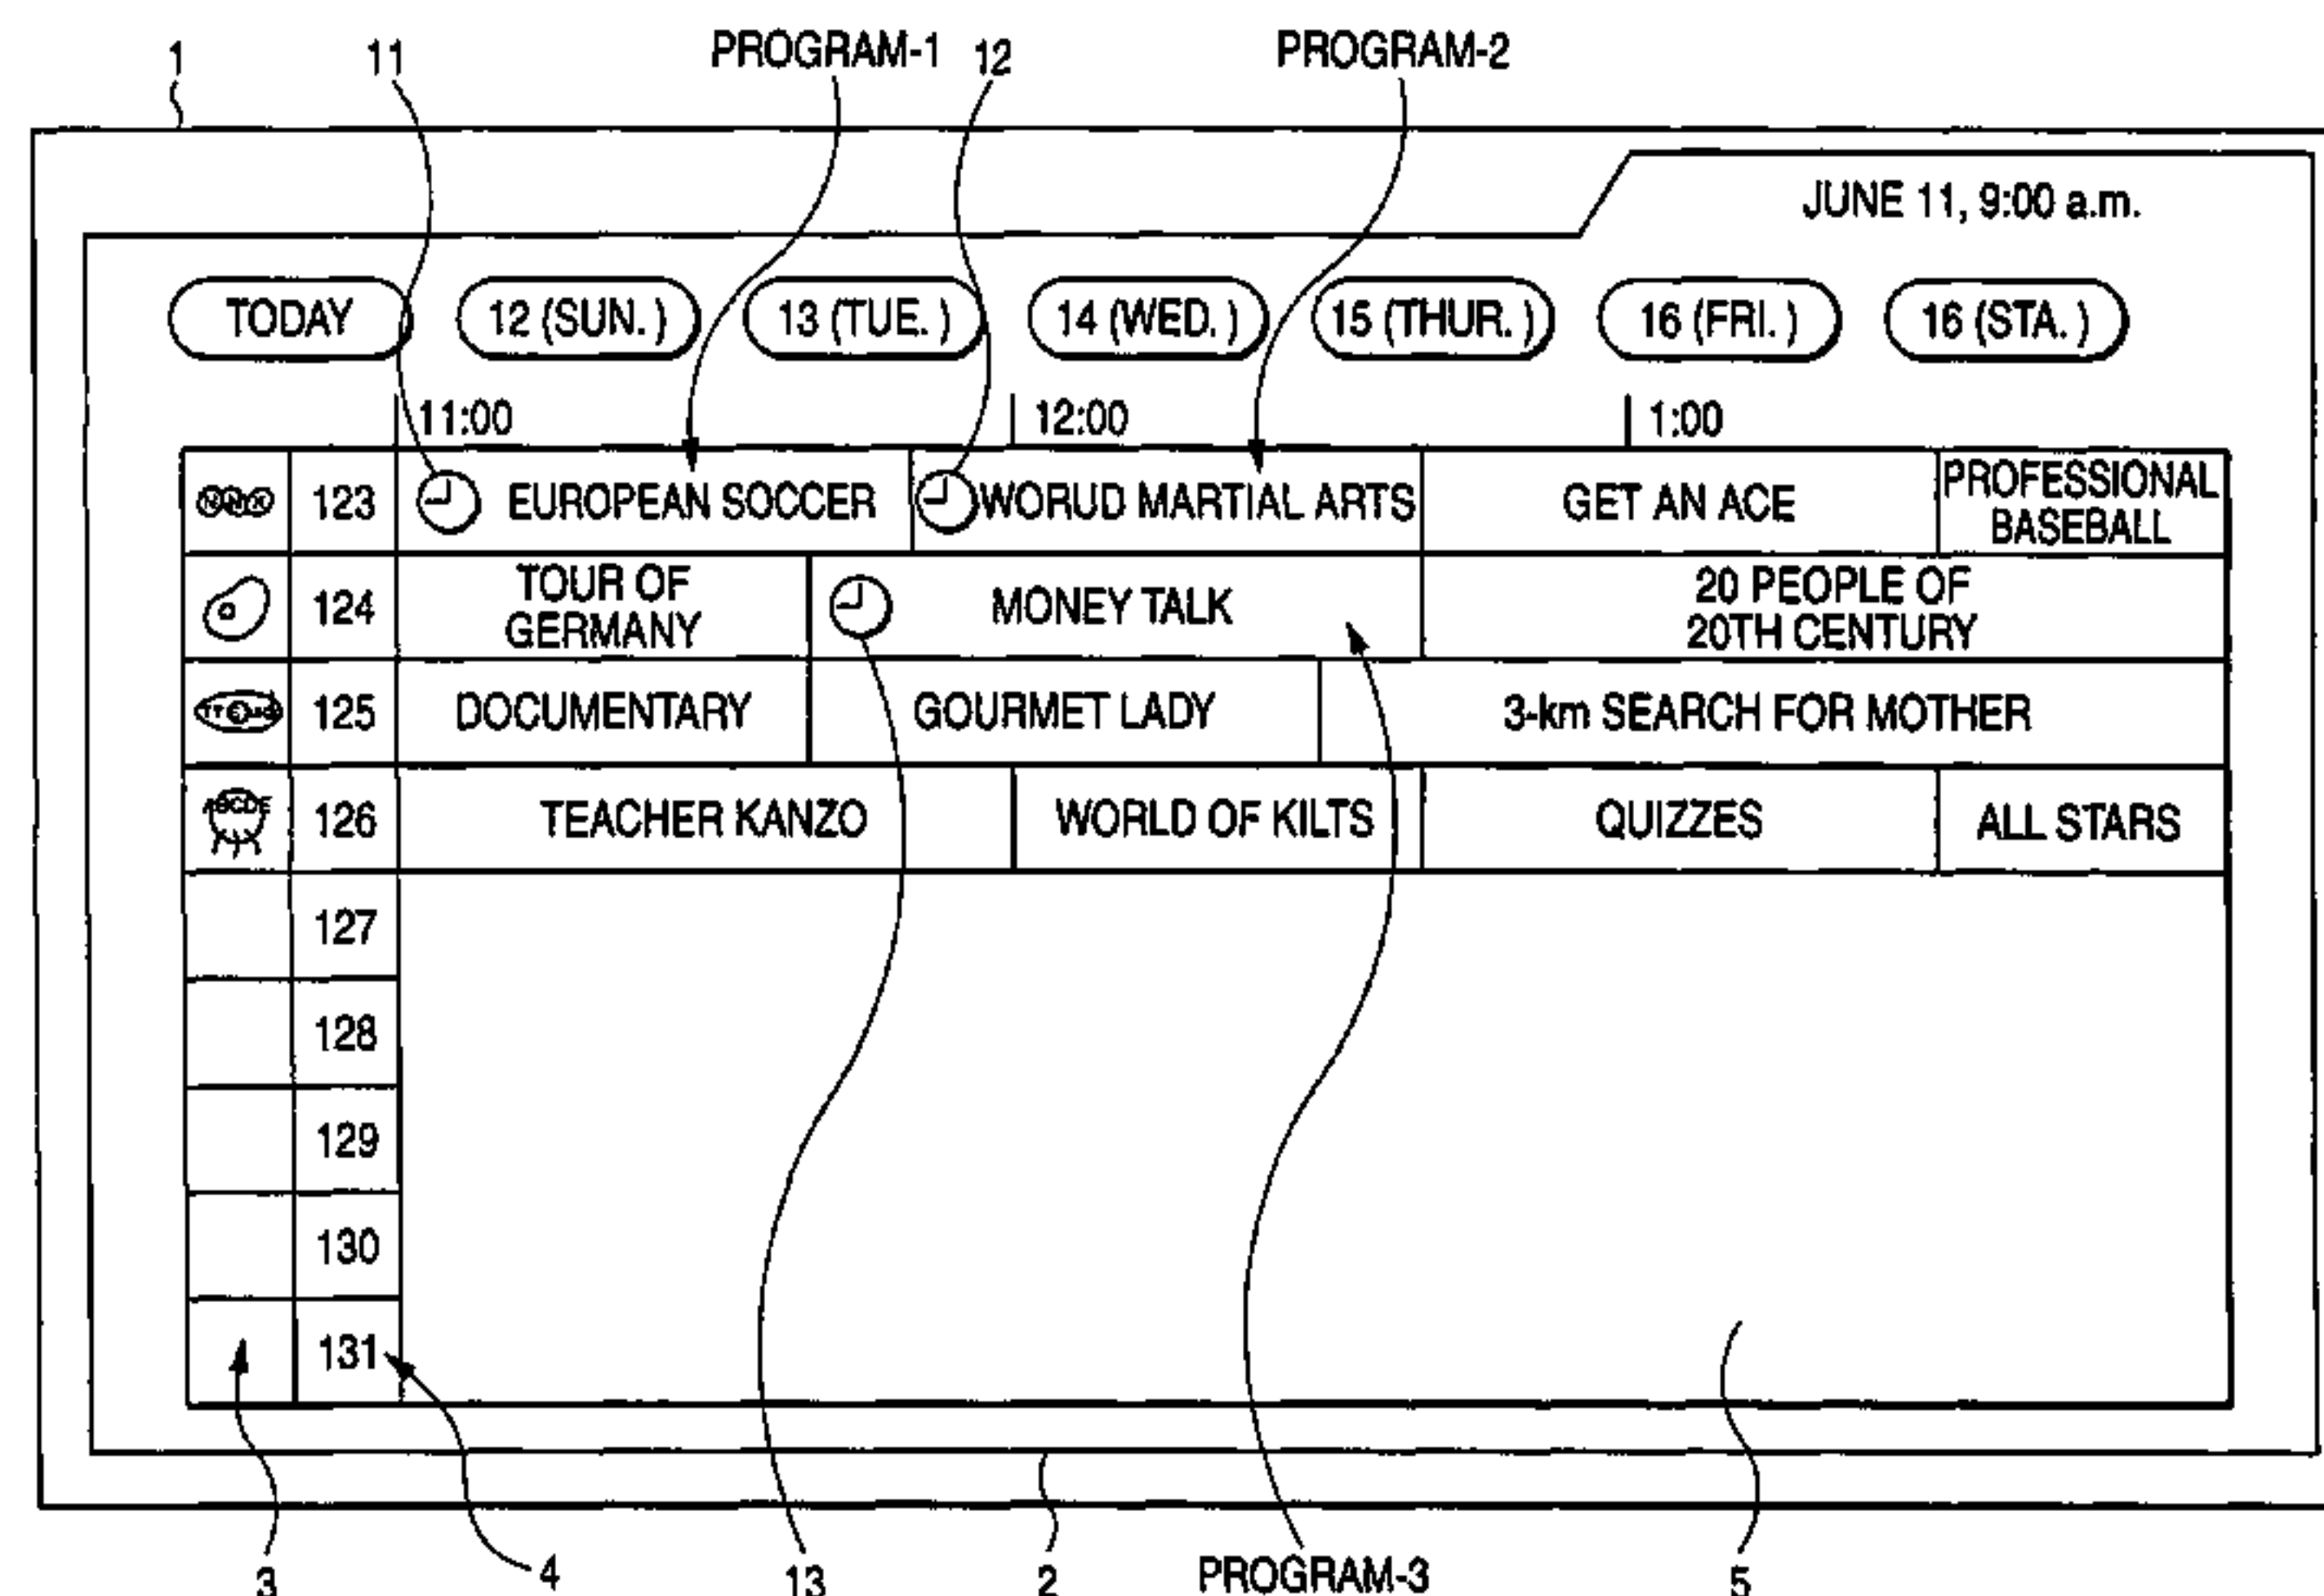 1
11
PROGRAM-1
12
PROGRAM-2
JUNE 11, 9:00 a.m.
TODAY
12 (SUN. )
13 (TUE. )
14 (WED. )
15 (THUR. )
16 (FRI. )
16 (STA. )
11:00
12:00
1:00
123
EUROPEAN SOCCER
WORUD MARTIAL ARTS
GET AN ACE
PROFESSIONAL
BASEBALL
124
TOUR OF
GERMANY
MONEY TALK
20 PEOPLE OF
20TH CENTURY
125
DOCUMENTARY
GOURMET LADY
3-km SEARCH FOR MOTHER
ABCDE
126
TEACHER KANZO
WORLD OF KILTS
QUIZZES
ALL STARS
127
128
129
130
131
3
4
13
2
PROGRAM-3
5